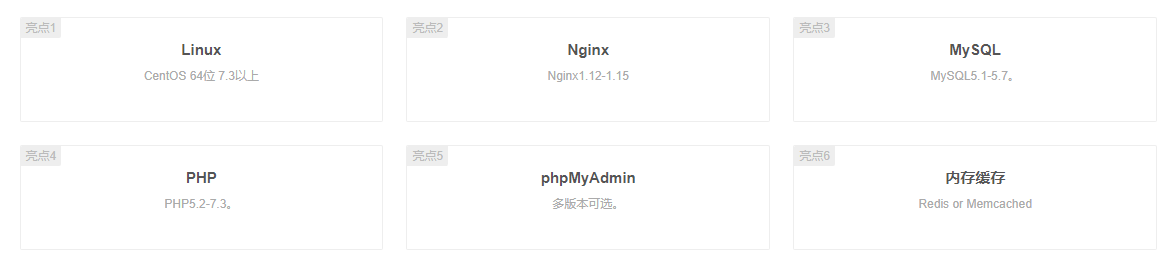 亮点1
Linux
CentOS 64位 7.3以上
亮点2
Nginx
Nginx1.12-1.15
亮点3
MySQL
MySQL5.1-5.7。
亮点4
PHP
PHP5.2-7.3。
亮点5
phpMyAdmin
多版本可选。
亮点6
内存缓存
Redis or Memcached